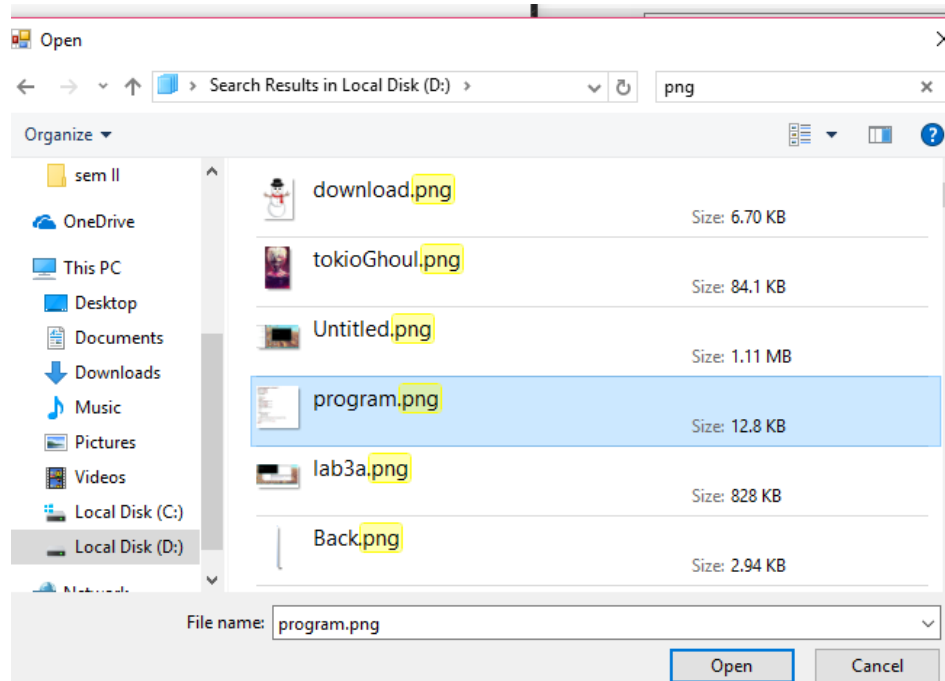 Open
Search Results in Local Disk (D:)
png
Organize
sem II
OneDrive
This PC
Desktop
Documents
Downloads
Music
Pictures
Videos
Local Disk (C:)
Local Disk (D:)
download.png
Size: 6.70 KB
tokioGhoul.png
Size: 84.1 KB
Untitled.png
Size: 1.11 MB
program.png
Size: 12.8 KB
lab3a.png
Size: 828 KB
Back.png
Size: 2.94 KB
File name: program.png
Open Cancel